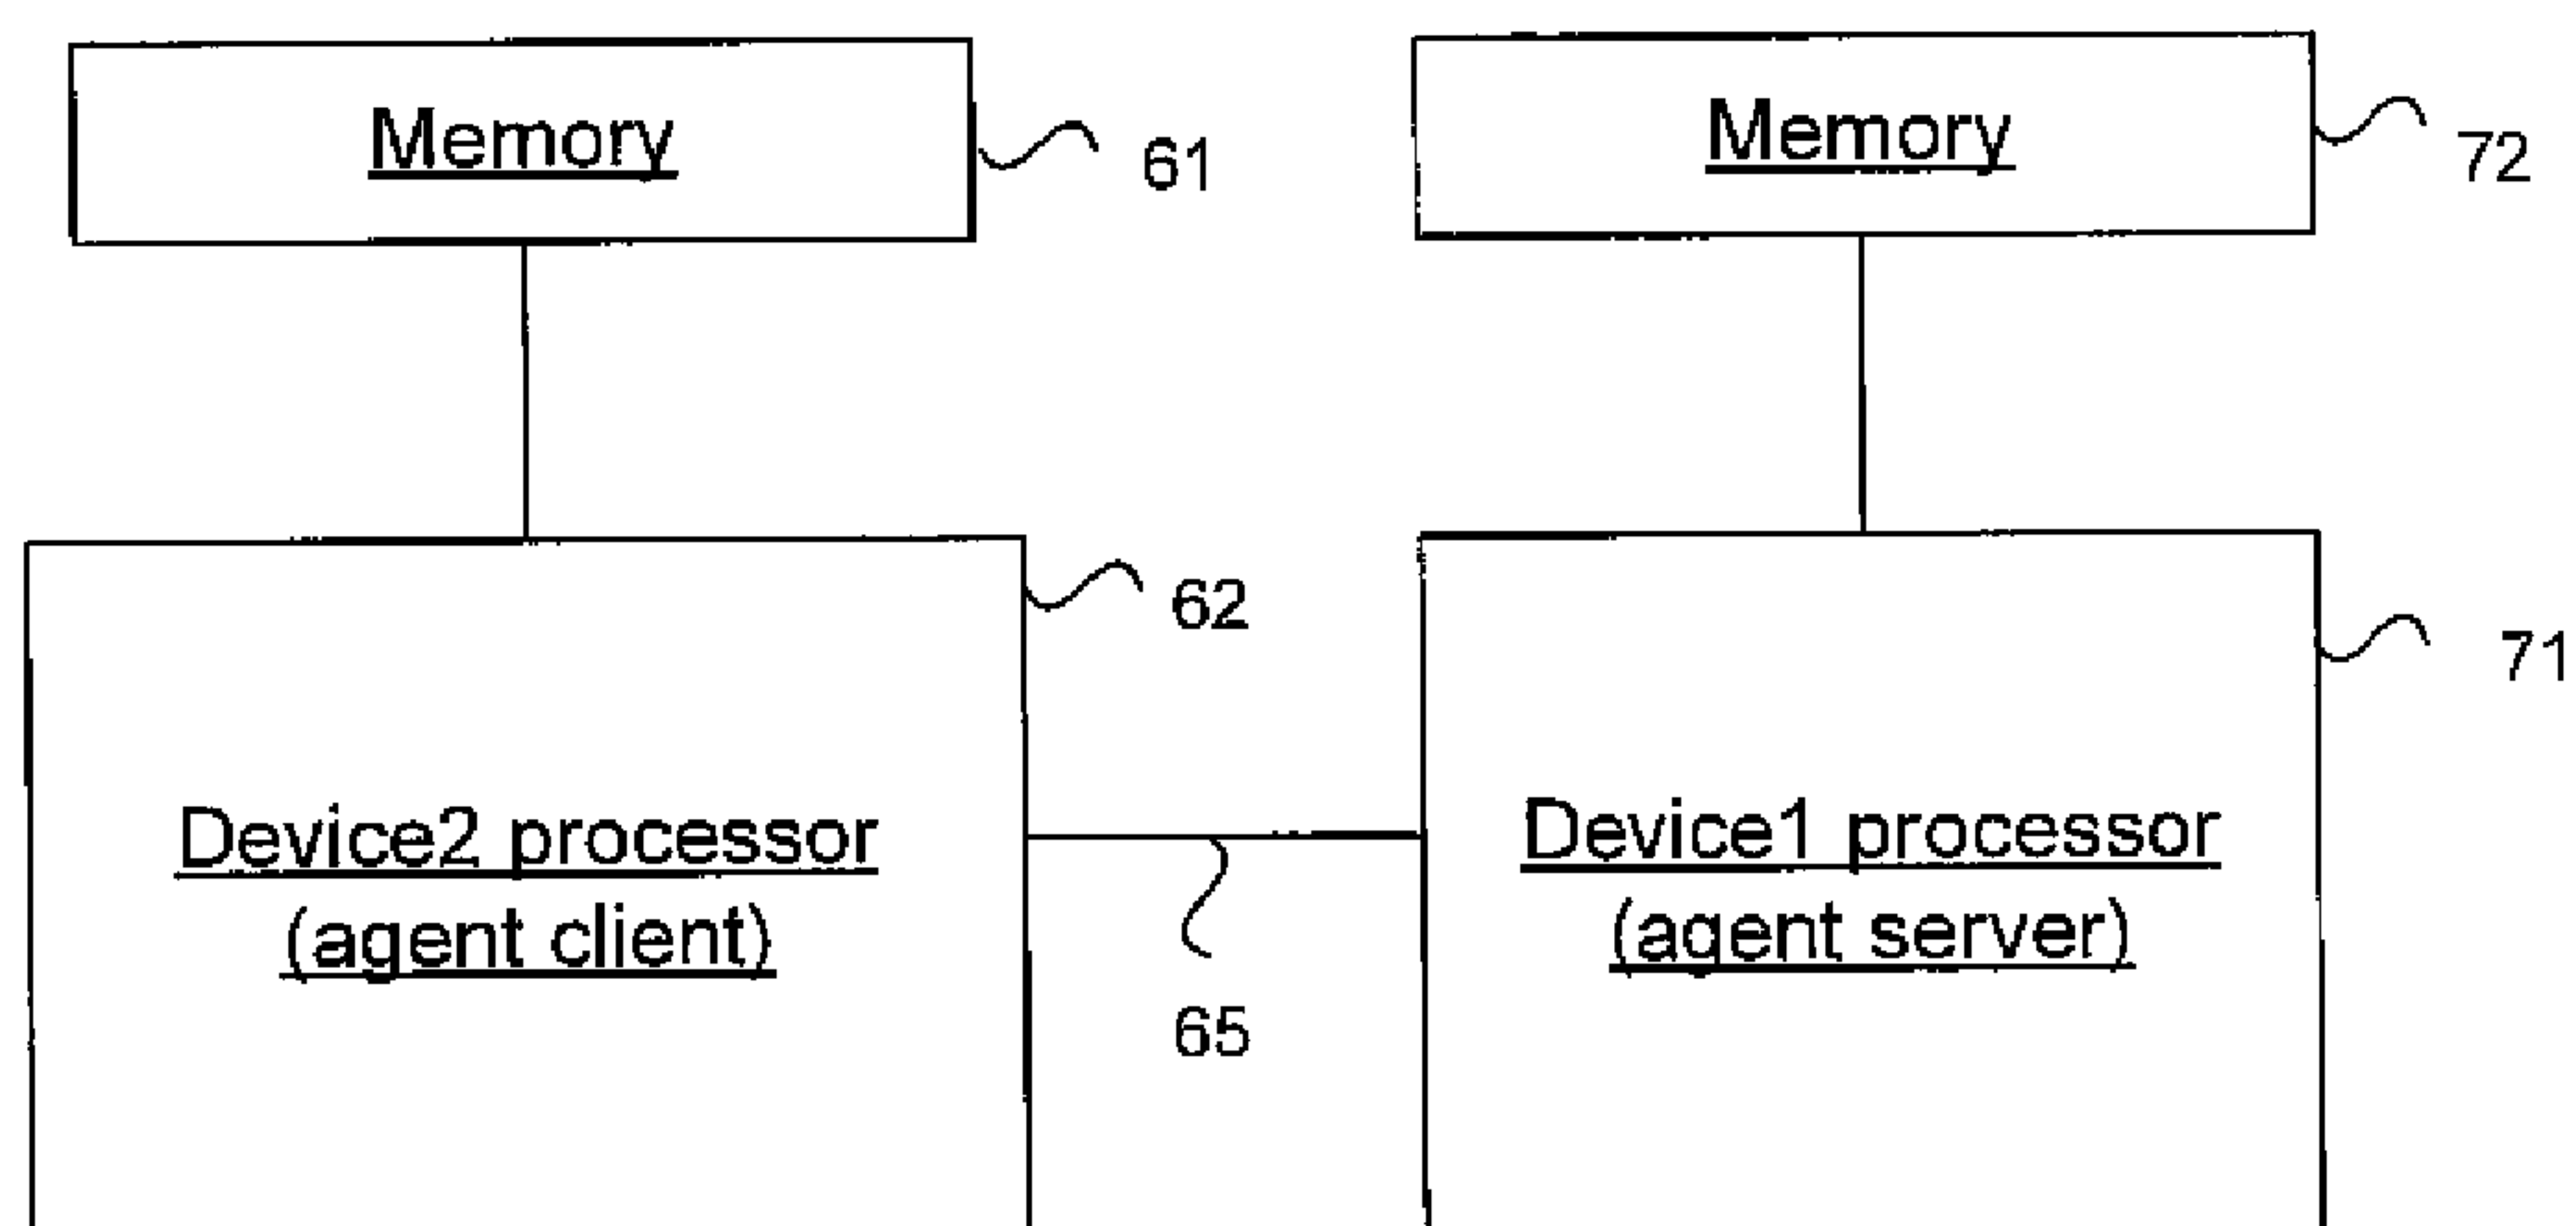 Memory
61
Memory
72
62
71
Device2 processor
(agent client)
Device1 processor
(agent server)
65